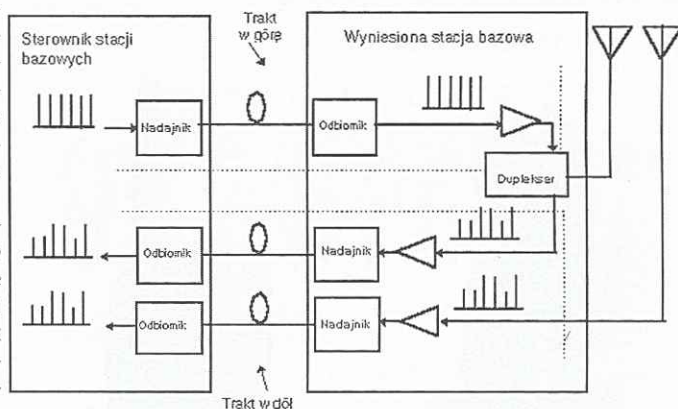 Trakt
w górę
Sterownik stacji
bazowych
Wyniesiona stacja bazowa
Nadajnik
Odbiornik
Duplekser
Odbiornik
Nadajnik
Odbiornik
Nadajnik
Trakt w dół